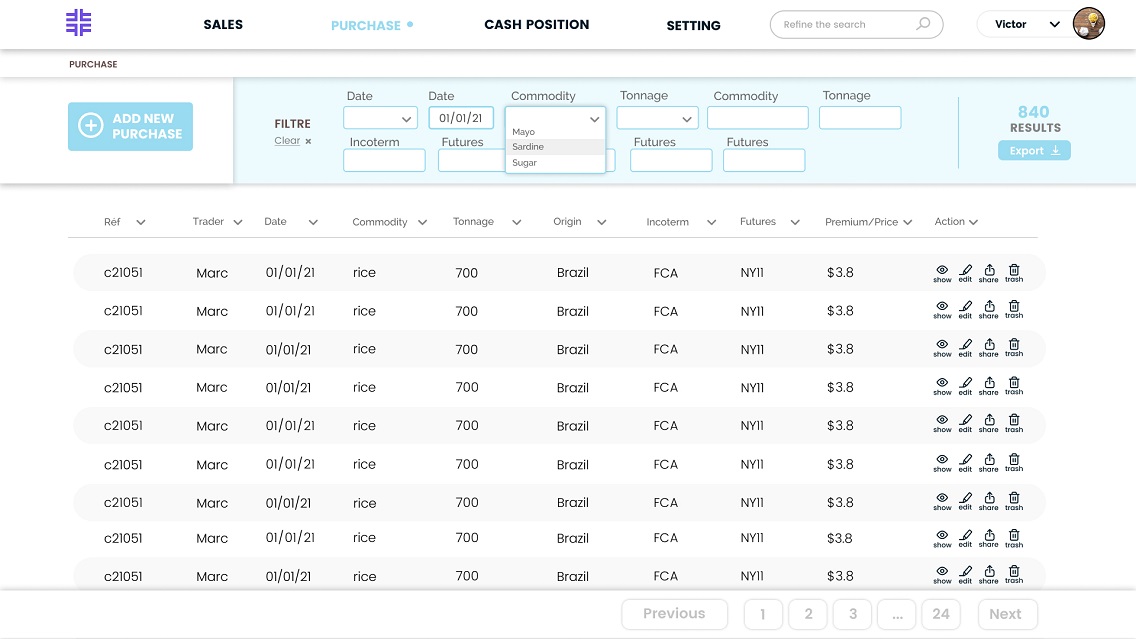 SALES PURCHASE CASH POSITION SETTING Refine the search Victor
PURCHASE
ADD NEW
PURCHASE
FILTRE
Clear ×
Date Date Commodity Tonnage Commodity Tonnage
01/01/21
Mayo
Sardine
Sugar
Incoterm Futures Futures Futures
840
RESULTS
Export
Réf Trader Date Commodity Tonnage Origin Incoterm Futures Premium/Price Action
c21051 Marc 01/01/21 rice 700 Brazil FCA NY11 $3.8 show edit share trash
c21051 Marc 01/01/21 rice 700 Brazil FCA NY11 $3.8 show edit share trash
c21051 Marc 01/01/21 rice 700 Brazil FCA NY11 $3.8 show edit share trash
c21051 Marc 01/01/21 rice 700 Brazil FCA NY11 $3.8 show edit share trash
c21051 Marc 01/01/21 rice 700 Brazil FCA NY11 $3.8 show edit share trash
c21051 Marc 01/01/21 rice 700 Brazil FCA NY11 $3.8 show edit share trash
c21051 Marc 01/01/21 rice 700 Brazil FCA NY11 $3.8 show edit share trash
c21051 Marc 01/01/21 rice 700 Brazil FCA NY11 $3.8 show edit share trash
c21051 Marc 01/01/21 rice 700 Brazil FCA NY11 $3.8 show edit share trash
Previous 1 2 3 ... 24 Next